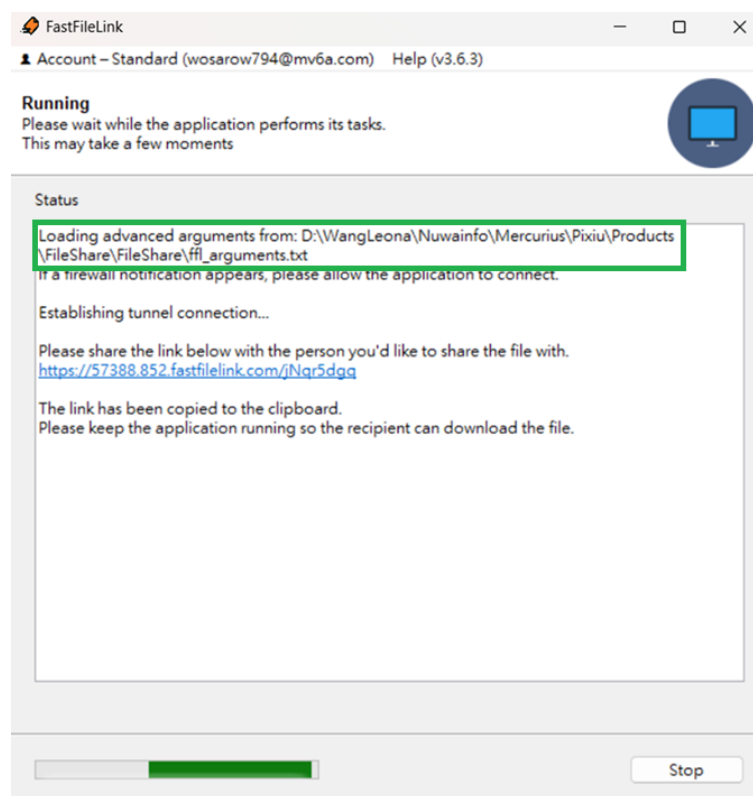 FastFileLink
Account – Standard (wosarow794@mv6a.com) Help (v3.6.3)
Running
Please wait while the application performs its tasks.
This may take a few moments
Status
Loading advanced arguments from: D:\WangLeona\Nuwainfo\Mercurius\Pixiu\Products
\FileShare\FileShare\ffl_arguments.txt
If a firewall notification appears, please allow the application to connect.
Establishing tunnel connection...
Please share the link below with the person you'd like to share the file with.
https://57388.852.fastfilelink.com/jNqr5dgq
The link has been copied to the clipboard.
Please keep the application running so the recipient can download the file.
Stop